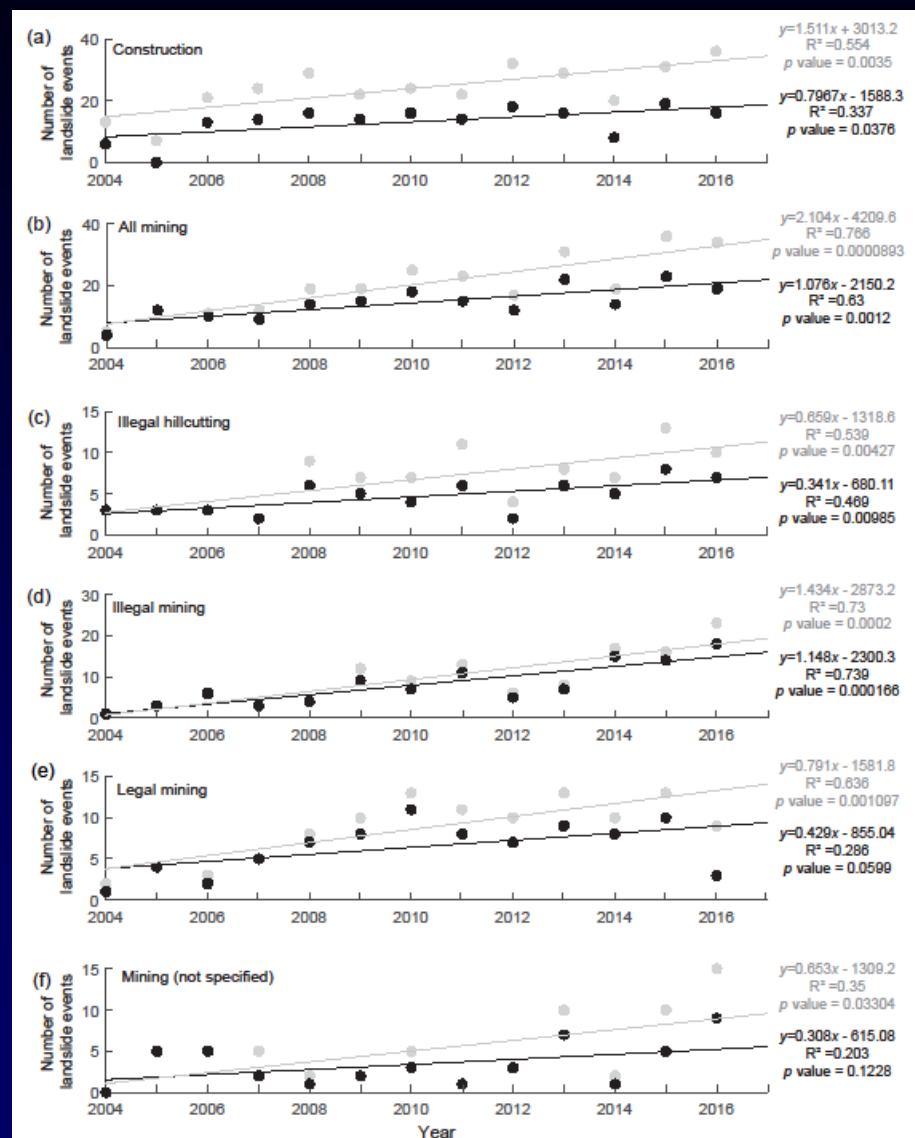 (a)
Construction
Number of
landslide events
40
20
0
2004
2006
2008
2010
2012
2014
2016
y=1.511x + 3013.2
R² =0.554
p value = 0.0035
y=0.7967x - 1588.3
R² =0.337
p value = 0.0376
(b)
All mining
Number of
landslide events
40
20
0
2004
2006
2008
2010
2012
2014
2016
y=2.104x - 4209.6
R² =0.766
p value = 0.0000893
y=1.076x - 2150.2
R² =0.63
p value = 0.0012
(c)
Illegal hillcutting
Number of
landslide events
15
10
5
0
2004
2006
2008
2010
2012
2014
2016
y=0.659x - 1318.6
R² =0.539
p value = 0.00427
y=0.341x - 680.11
R² =0.469
p value = 0.00985
(d)
Illegal mining
Number of
landslide events
30
20
10
0
2004
2006
2008
2010
2012
2014
2016
y=1.434x - 2873.2
R² =0.73
p value = 0.0002
y=1.148x - 2300.3
R² =0.739
p value = 0.000166
(e)
Legal mining
Number of
landslide events
15
10
5
0
2004
2006
2008
2010
2012
2014
2016
y=0.791x - 1581.8
R² =0.636
p value = 0.001097
y=0.429x - 855.04
R² =0.286
p value = 0.0599
(f)
Mining (not specified)
Number of
landslide events
15
10
5
0
2004
2006
2008
2010
2012
2014
2016
Year
y=0.653x - 1309.2
R² =0.35
p value = 0.03304
y=0.308x - 615.08
R² =0.203
p value = 0.1228